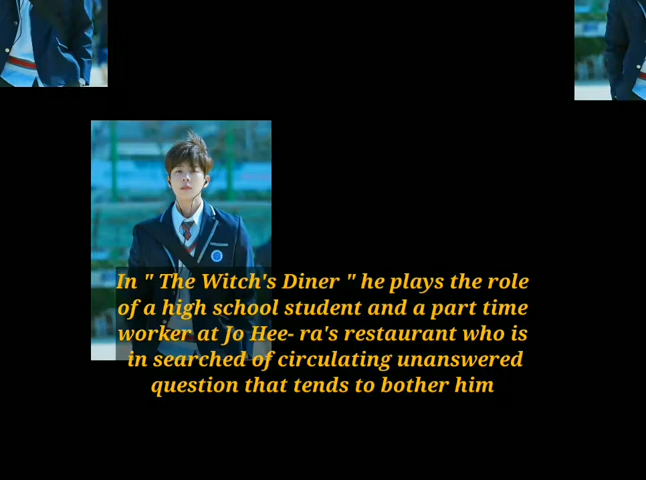 In " The Witch's Diner " he plays the role
of a high school student and a part time
worker at Jo Hee- ra's restaurant who is
in searched of circulating unanswered
question that tends to bother him